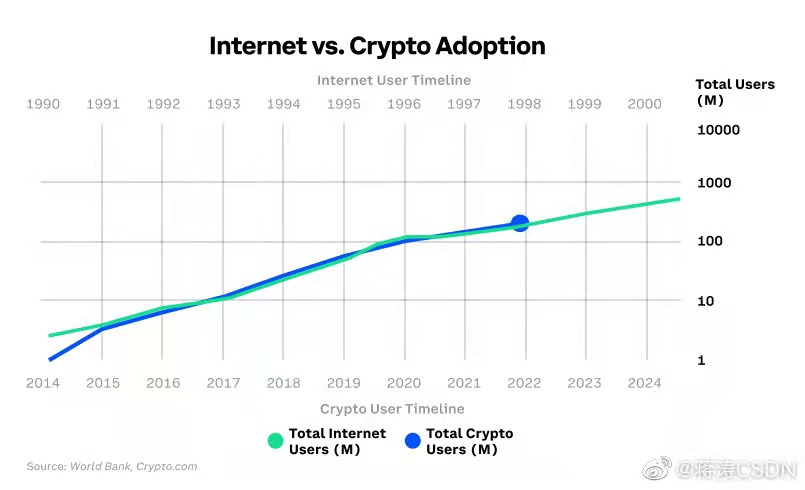 Internet vs. Crypto Adoption
Internet User Timeline
1990 1991 1992 1993 1994 1995 1996 1997 1998 1999 2000
Total Users
(M)
10000
1000
100
10
1
2014 2015 2016 2017 2018 2019 2020 2021 2022 2023 2024
Crypto User Timeline
Total Internet
Users (M)
Total Crypto
Users (M)
Source: World Bank, Crypto.com
@蒋涛CSDN